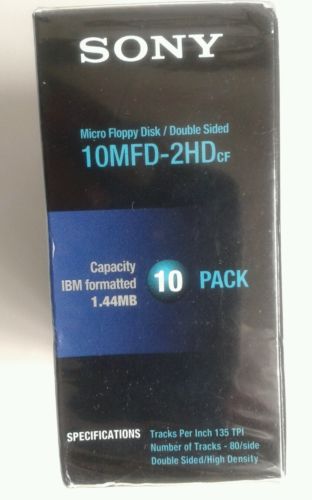 SONY
Micro Floppy Disk / Double Sided
10MFD-2HDCF
Capacity
IBM formatted
1.44MB
10 PACK
SPECIFICATIONS Tracks Per Inch 135 TPI
Number of Tracks - 80/side
Double Sided/High Density